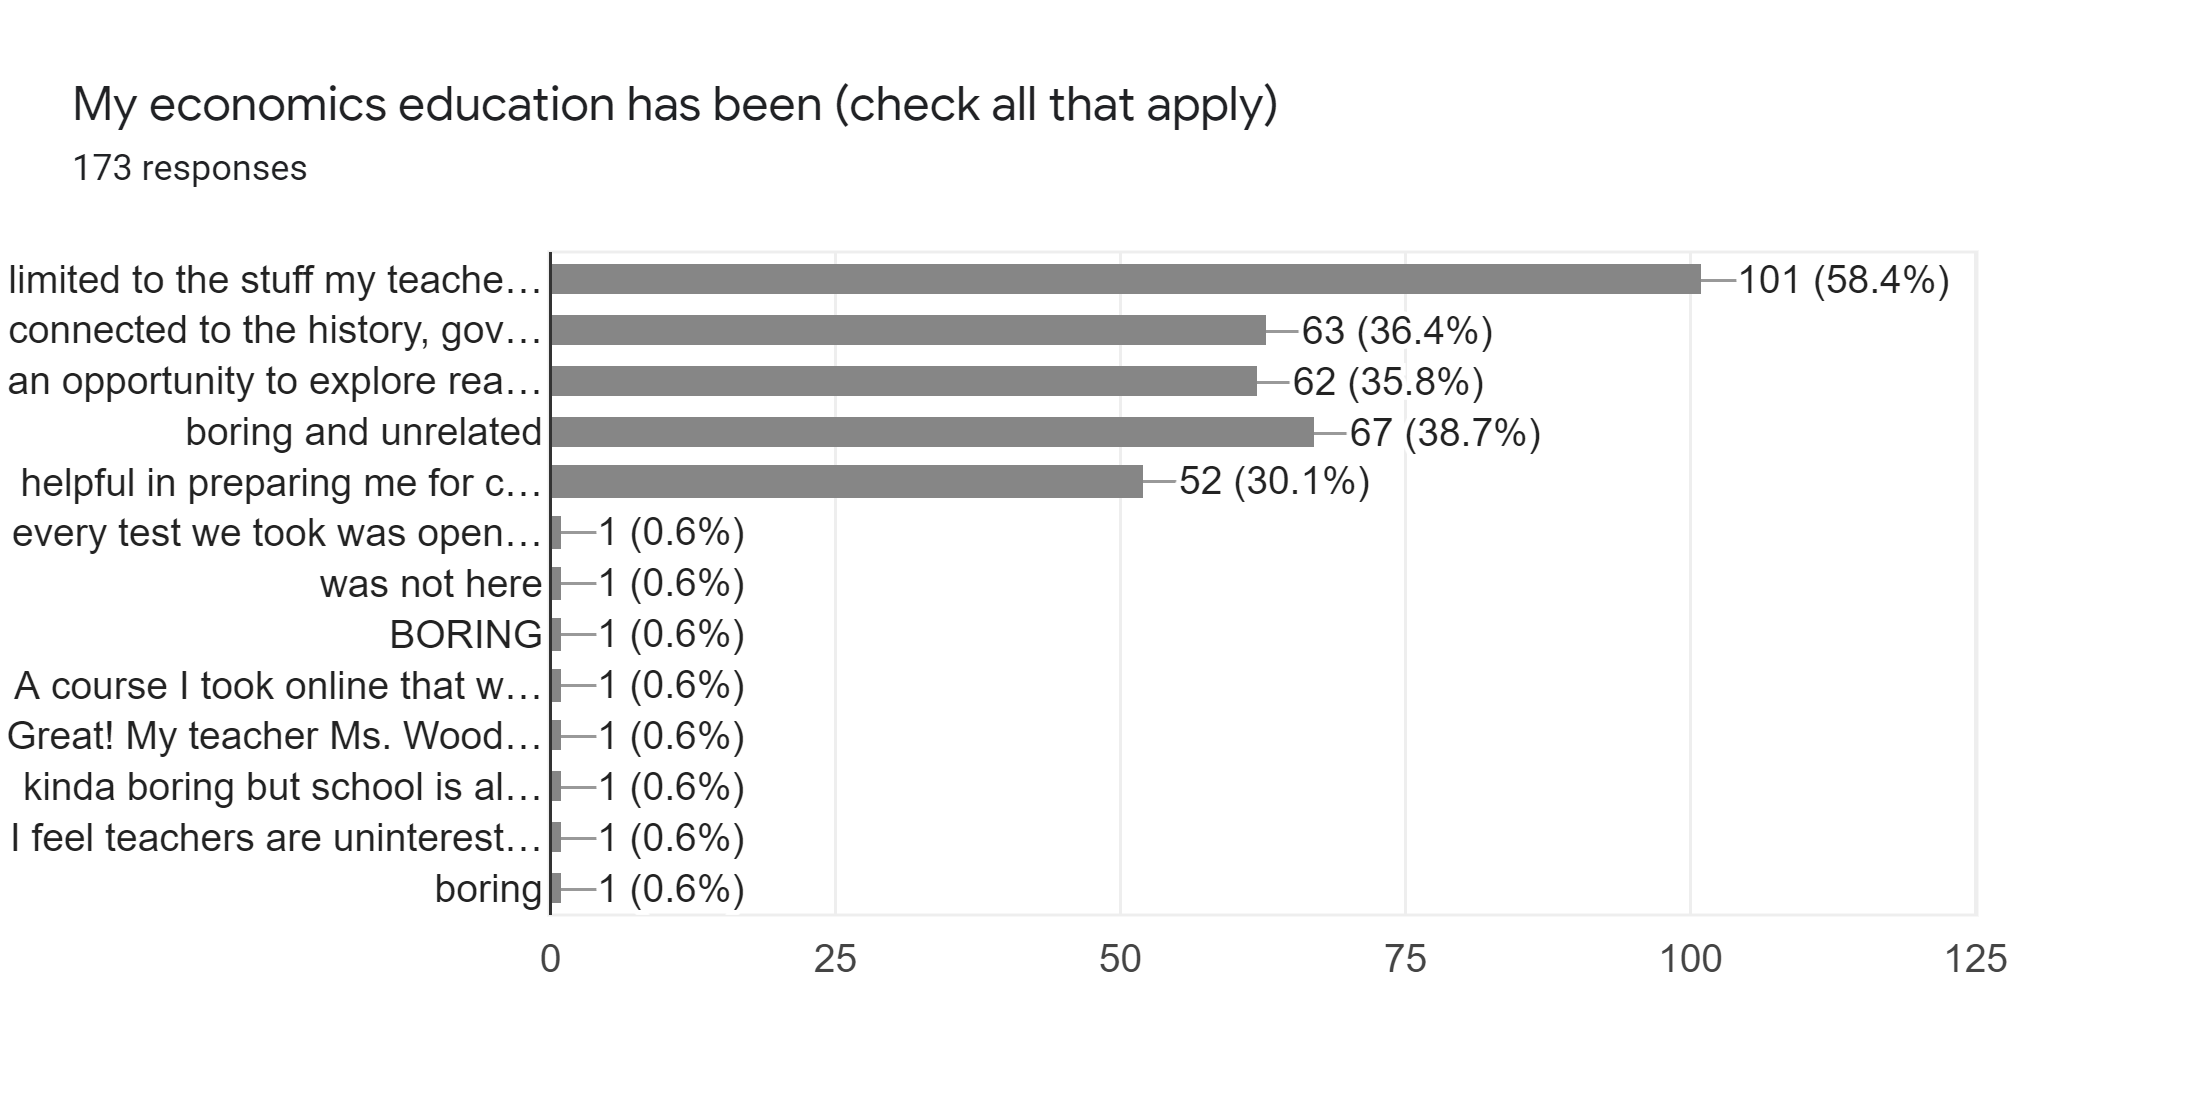 My economics education has been (check all that apply)
173 responses
limited to the stuff my teache… 101 (58.4%)
connected to the history, gov… 63 (36.4%)
an opportunity to explore rea… 62 (35.8%)
boring and unrelated 67 (38.7%)
helpful in preparing me for c… 52 (30.1%)
every test we took was open… 1 (0.6%)
was not here 1 (0.6%)
BORING 1 (0.6%)
A course I took online that w… 1 (0.6%)
Great! My teacher Ms. Wood… 1 (0.6%)
kinda boring but school is al… 1 (0.6%)
I feel teachers are uninterest… 1 (0.6%)
boring 1 (0.6%)
0 25 50 75 100 125